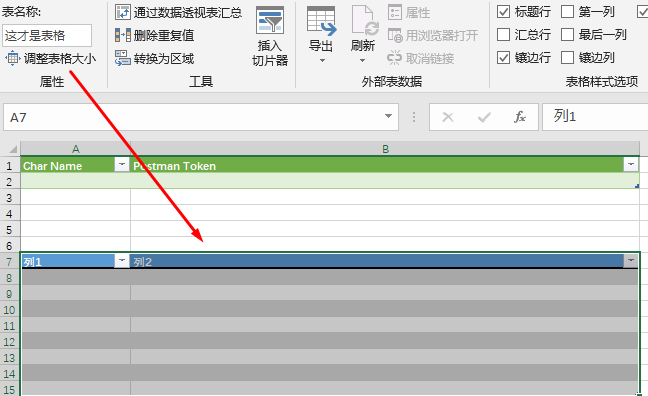 表名称:
这才是表格
调整表格大小
属性
通过数据透视表汇总
删除重复值
转换为区域
工具
插入
切片器
导出
刷新
属性
用浏览器打开
取消链接
外部表数据
标题行
第一列
汇总行
最后一列
镶边行
镶边列
表格样式选项
A7
fx
列1
A
B
1
Char Name
Postman Token
2
3
4
5
6
7
列1
列2
8
9
10
11
12
13
14
15